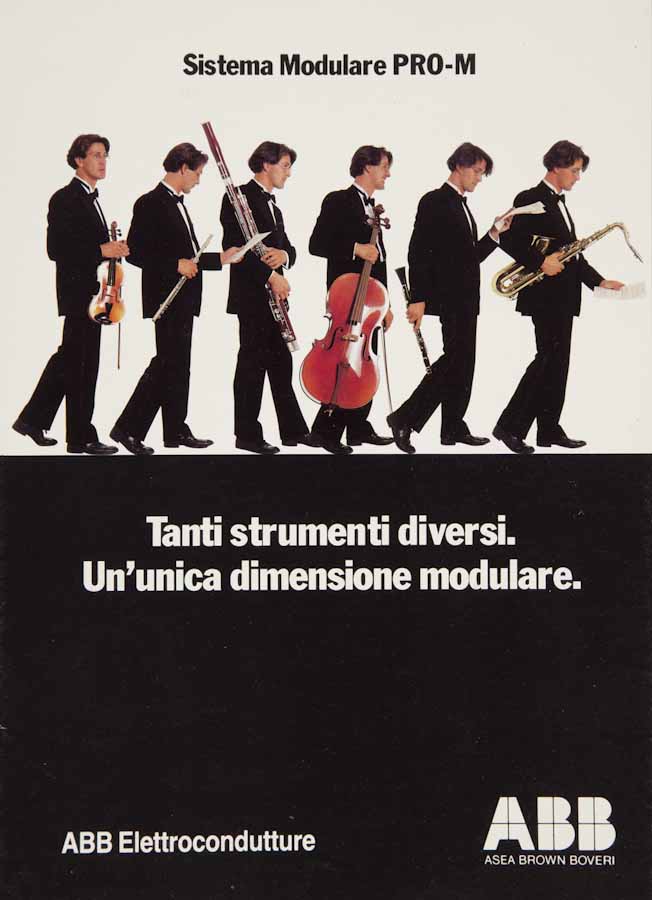 Sistema Modulare PRO-M
Tanti strumenti diversi.
Un'unica dimensione modulare.
ABB Elettrocondutture
ABB
ASEA BROWN BOVERI